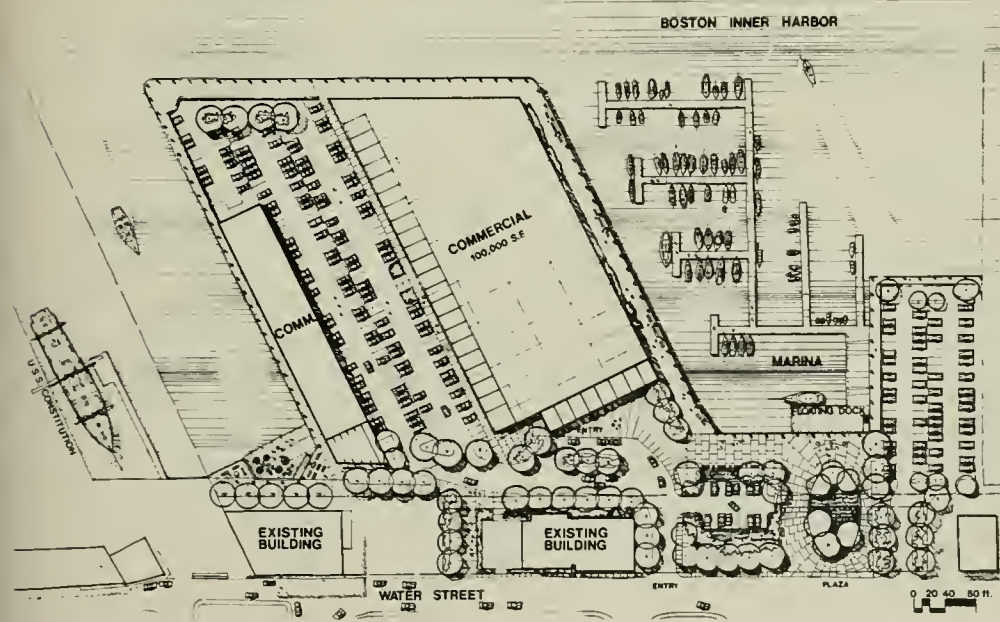 BOSTON INNER HARBOR
COMMERCIAL
100,000 S.F.
COMM.
U.S.S. CONSTITUTION
MARINA
FLOATING DOCK
ENTRY
EXISTING
BUILDING
EXISTING
BUILDING
ENTRY
PLAZA
WATER STREET
0 20 40 80 ft.